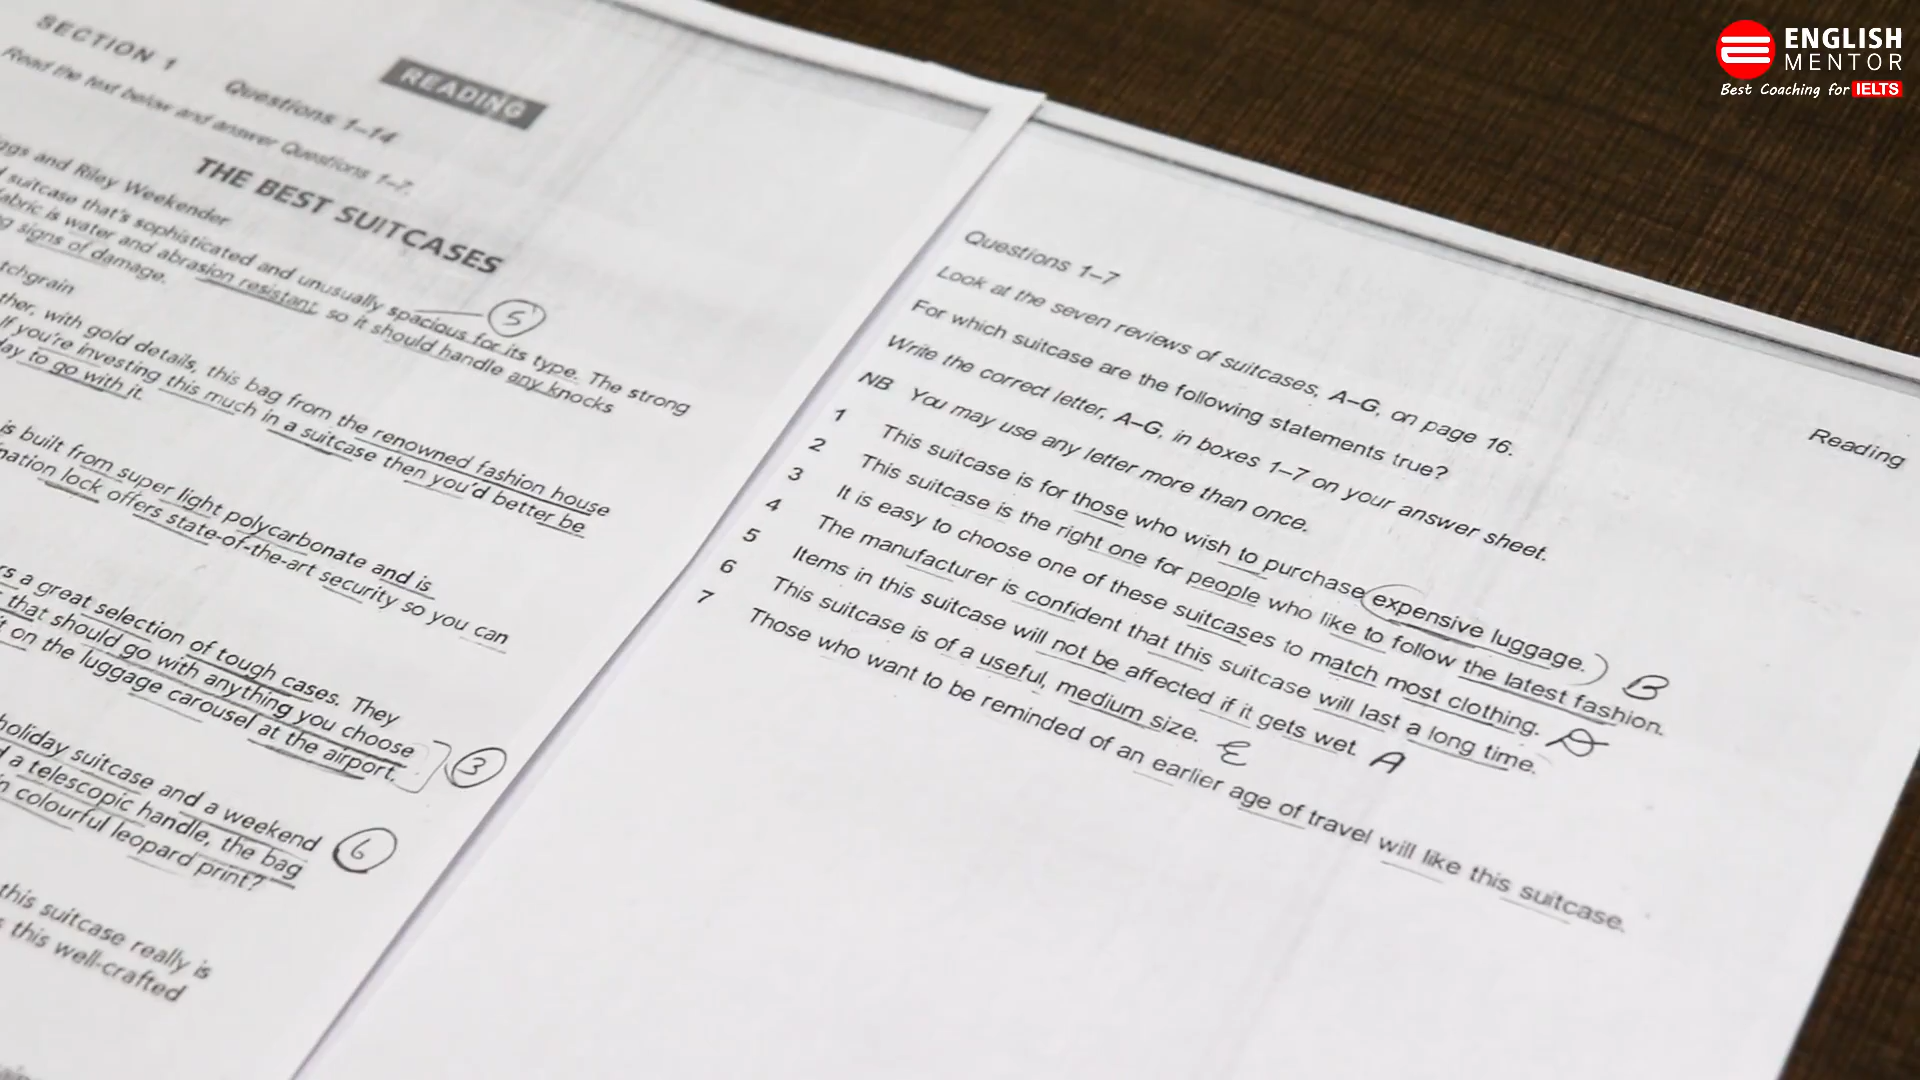 SECTION 1
READING
Questions 1–14
Read the text below and answer Questions 1–7.
THE BEST SUITCASES
and Riley Weekender
suitcase that's sophisticated and unusually spacious for its type. The strong
fabric is water and abrasion resistant, so it should handle any knocks
signs of damage.
5
with gold details, this bag from the renowned fashion house
If you're investing this much in a suitcase then you'd better be
to go with it.
is built from super light polycarbonate and is
lock offers state-of-the-art security so you can
a great selection of tough cases. They
that should go with anything you choose
on the luggage carousel at the airport.
3
holiday suitcase and a weekend
a telescopic handle, the bag
colourful leopard print?
6
this suitcase really is
this well-crafted
Reading
Questions 1–7
Look at the seven reviews of suitcases, A–G, on page 16.
For which suitcase are the following statements true?
Write the correct letter, A–G, in boxes 1–7 on your answer sheet.
NB You may use any letter more than once.
1 This suitcase is for those who wish to purchase expensive luggage.
2 This suitcase is the right one for people who like to follow the latest fashion. B
3 It is easy to choose one of these suitcases to match most clothing. D
4 The manufacturer is confident that this suitcase will last a long time.
5 Items in this suitcase will not be affected if it gets wet. A
6 This suitcase is of a useful, medium size. E
7 Those who want to be reminded of an earlier age of travel will like this suitcase.
ENGLISH
MENTOR
Best Coaching for IELTS